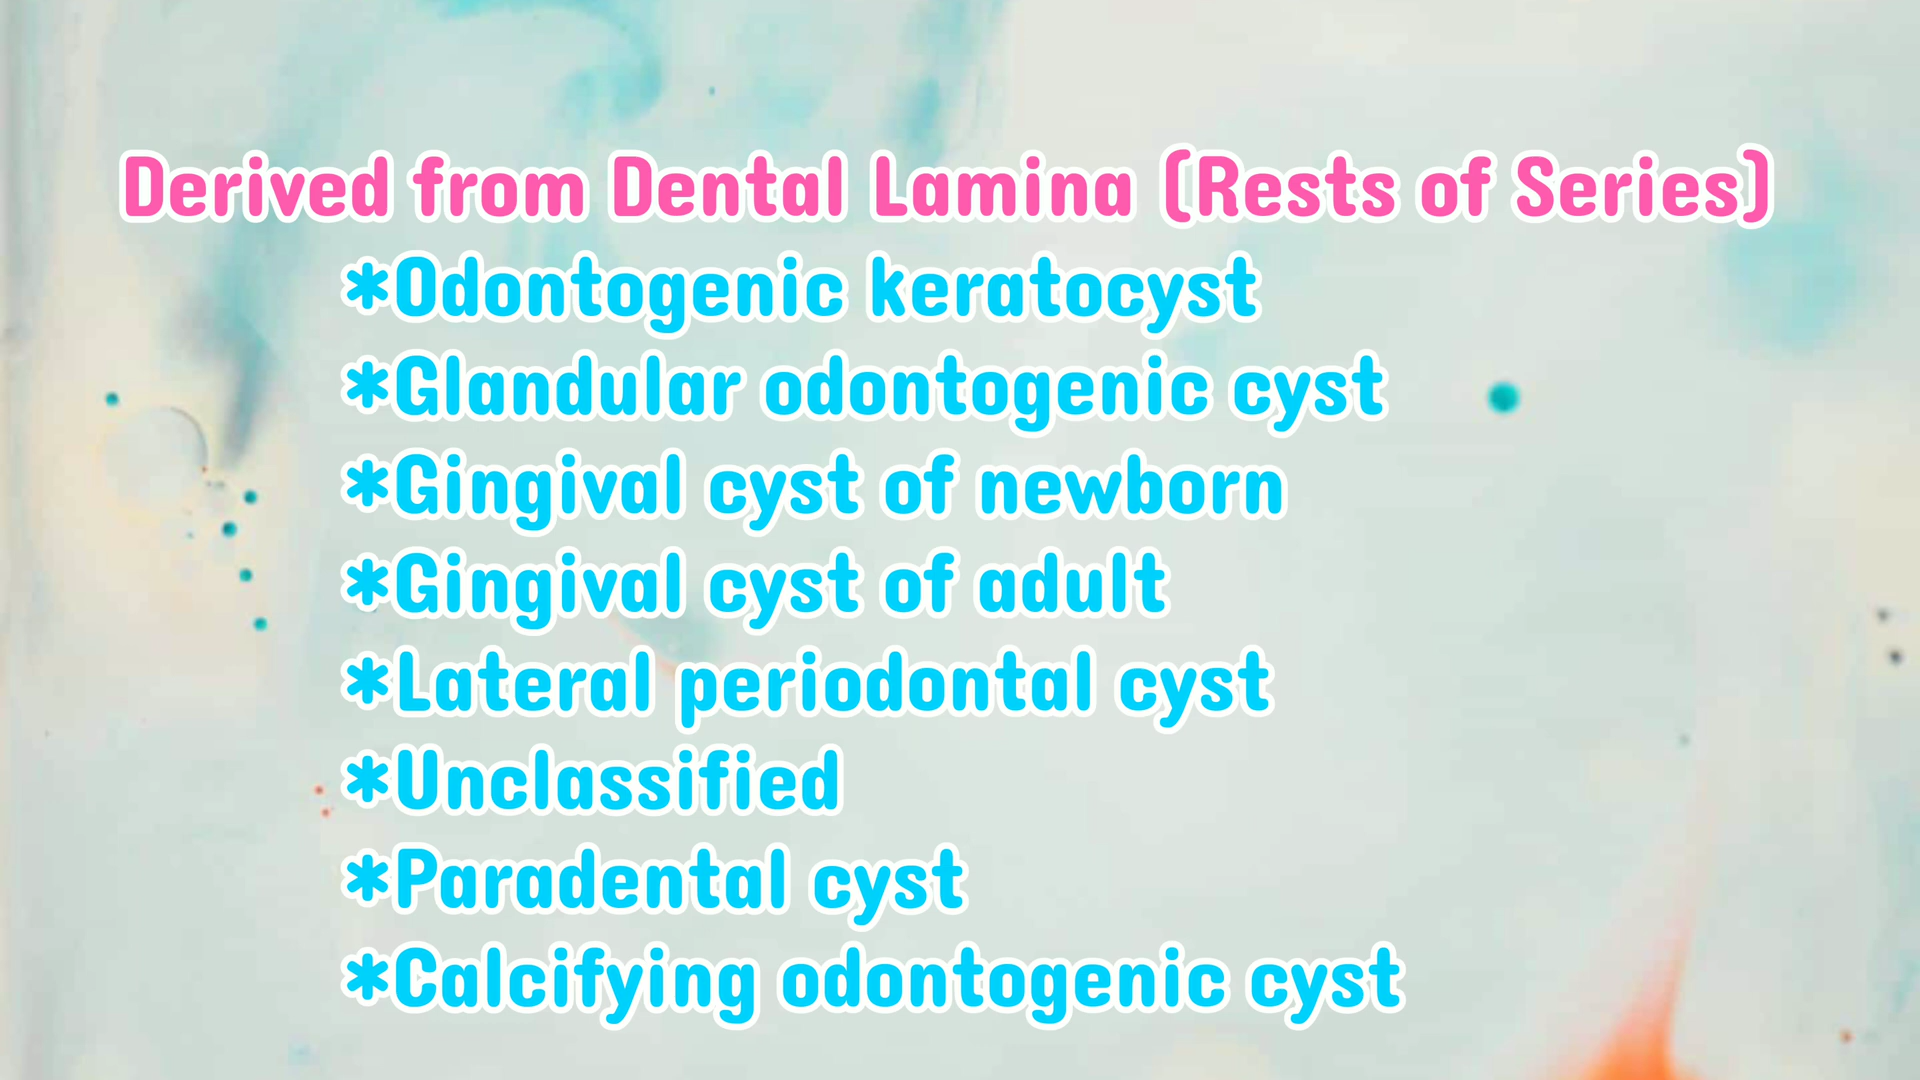 Derived from Dental Lamina (Rests of Series)
*Odontogenic keratocyst
*Glandular odontogenic cyst
*Gingival cyst of newborn
*Gingival cyst of adult
*Lateral periodontal cyst
*Unclassified
*Paradental cyst
*Calcifying odontogenic cyst